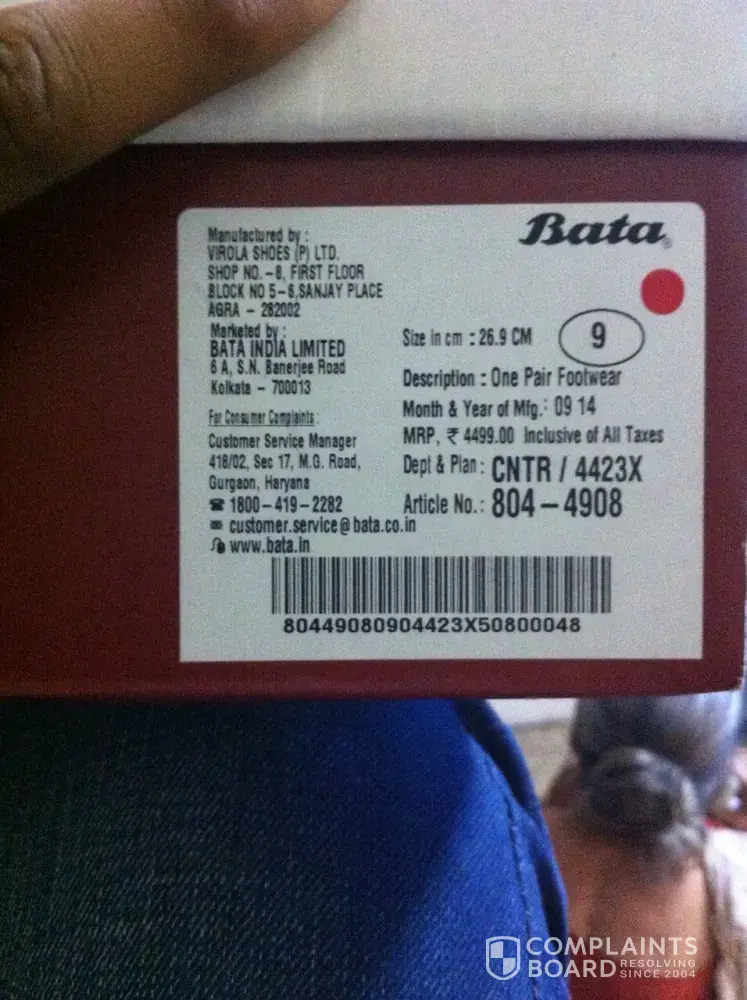 Bata®
Manufactured by :
VIROLA SHOES (P) LTD.
SHOP NO. - 6, FIRST FLOOR
BLOCK NO 5-6,SANJAY PLACE
AGRA - 282002
Marketed by :
BATA INDIA LIMITED
6 A, S.N. Banerjee Road
Kolkata - 700013
For Consumer Complaints :
Customer Service Manager
418/02, Sec 17, M.G. Road,
Gurgaon, Haryana
1800-419-2282
customer.service@bata.co.in
www.bata.in
Size in cm : 26.9 CM
9
Description : One Pair Footwear
Month & Year of Mfg.: 09 14
MRP, ₹ 4499.00 Inclusive of All Taxes
Dept & Plan: CNTR / 4423X
Article No.: 804-4908
80449080904423X50800048
COMPLAINTS
BOARD RESOLVING
SINCE 2004